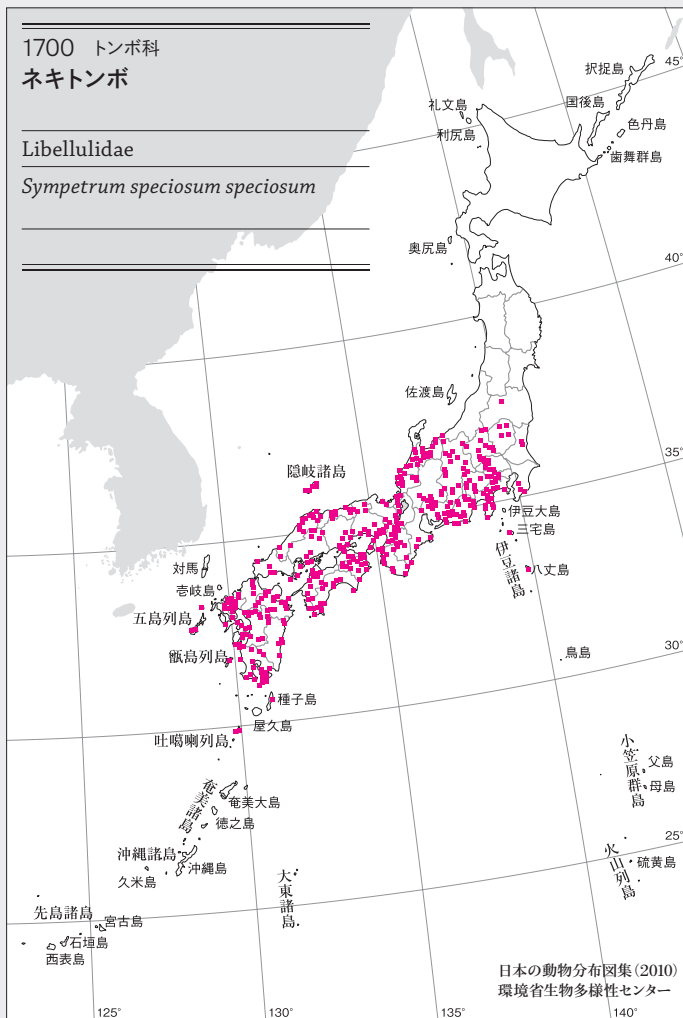 1700 トンボ科
ネキトンボ
Libellulidae
Sympetrum speciosum speciosum
択捉島
45°
国後島
礼文島
色丹島
利尻島
歯舞群島
奥尻島
40°
佐渡島
35°
隠岐諸島
伊豆大島
三宅島
伊豆諸島
八丈島
対馬
壱岐島
五島列島
甑島列島
鳥島
30°
種子島
屋久島
吐噶喇列島
小笠原群島
父島
母島
奄美諸島
奄美大島
徳之島
25°
沖縄諸島
沖縄島
久米島
火山列島
硫黄島
大東諸島
先島諸島
宮古島
石垣島
西表島
日本の動物分布図集(2010)
環境省生物多様性センター
125°
130°
135°
140°